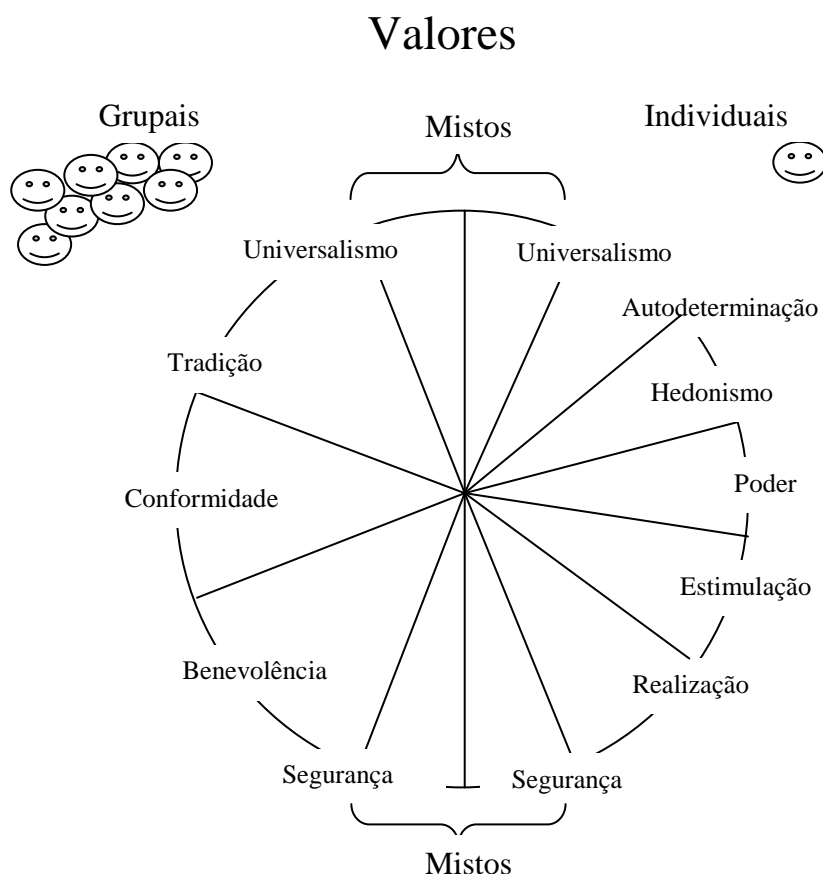 Valores
Grupais
Mistos
Individuais
Universalismo
Universalismo
Autodeterminação
Tradição
Hedonismo
Conformidade
Poder
Estimulação
Benevolência
Realização
Segurança
Segurança
Mistos